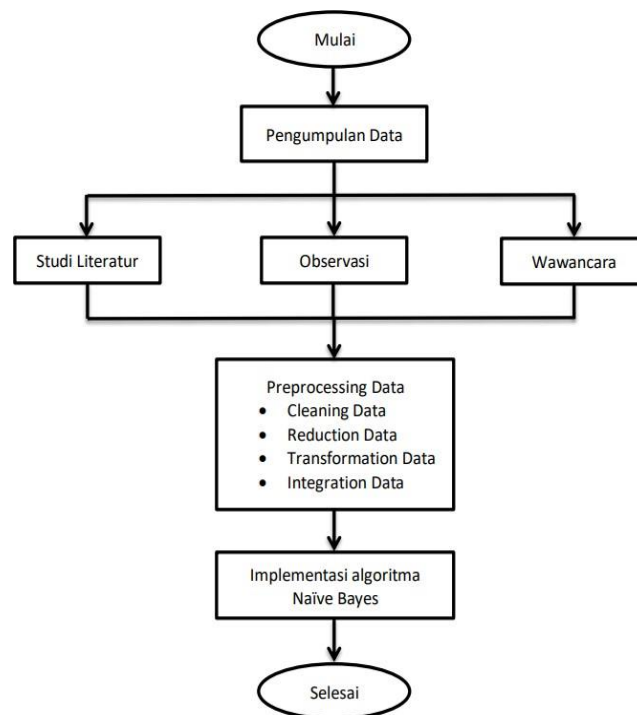 Mulai
Pengumpulan Data
Studi Literatur
Observasi
Wawancara
Preprocessing Data
• Cleaning Data
• Reduction Data
• Transformation Data
• Integration Data
Implementasi algoritma
Naïve Bayes
Selesai